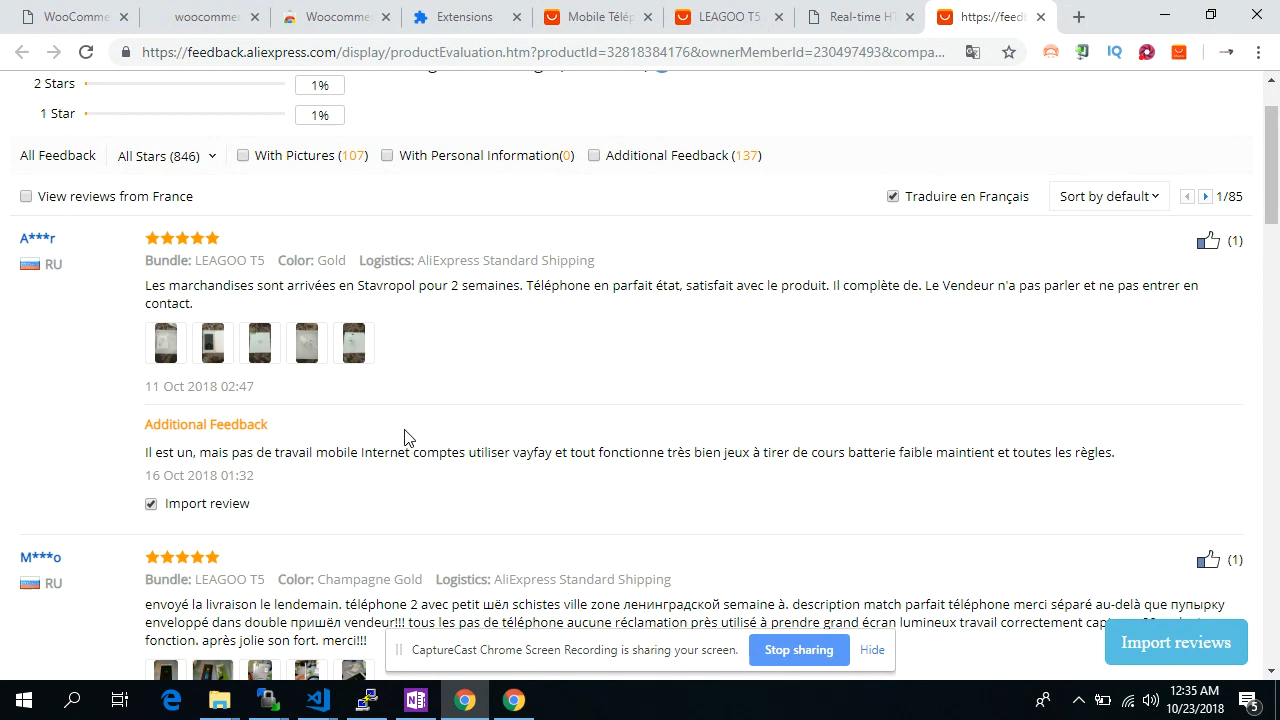 WooComme
woocommer
Woocomme
Extensions
Mobile Télép
LEAGOO T5
Real-time HT
https://feedb
https://feedback.aliexpress.com/display/productEvaluation.htm?productId=32818384176&ownerMemberId=230497493&compa...
2 Stars 1%
1 Star 1%
All Feedback All Stars (846) With Pictures (107) With Personal Information(0) Additional Feedback (137)
View reviews from France Traduire en Français Sort by default 1/85
A***r (1)
RU Bundle: LEAGOO T5 Color: Gold Logistics: AliExpress Standard Shipping
Les marchandises sont arrivées en Stavropol pour 2 semaines. Téléphone en parfait état, satisfait avec le produit. Il complète de. Le Vendeur n'a pas parler et ne pas entrer en
contact.
11 Oct 2018 02:47
Additional Feedback
Il est un, mais pas de travail mobile Internet comptes utiliser vayfay et tout fonctionne très bien jeux à tirer de cours batterie faible maintient et toutes les règles.
16 Oct 2018 01:32
Import review
M***o (1)
RU Bundle: LEAGOO T5 Color: Champagne Gold Logistics: AliExpress Standard Shipping
envoyé la livraison le lendemain. téléphone 2 avec petit шёл schistes ville zone ленинградской semaine à. description match parfait téléphone merci séparé au-delà que пупырку
enveloppé dans double пришёл vendeur!!! tous les pas de téléphone aucune réclamation près utilisé à prendre grand écran lumineux travail correctement
fonction. après jolie son fort. merci!!!
CaptureCast Chrome Screen Recording is sharing your screen. Stop sharing Hide
Import reviews
12:35 AM
10/23/2018
5